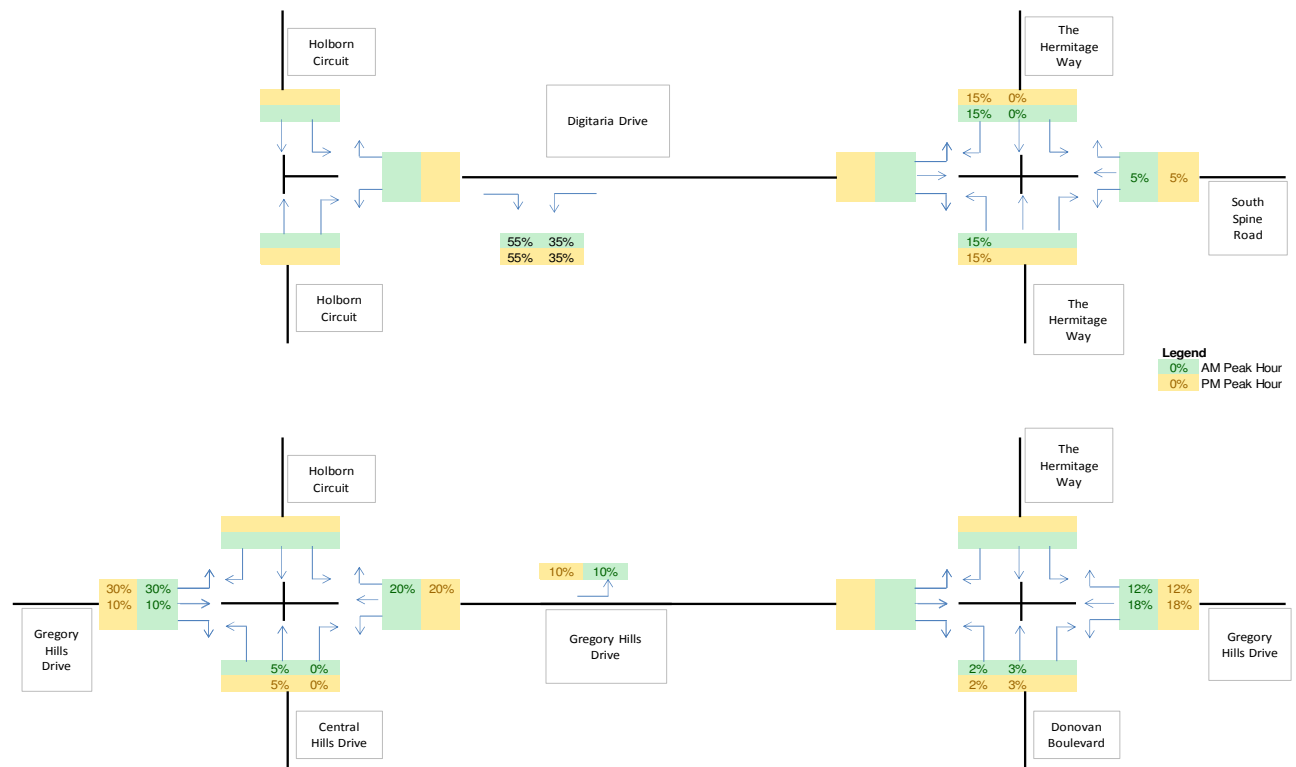 Holborn
Circuit
The
Hermitage
Way
15% 0%
15% 0%
Digitaria Drive
5% 5%
South
Spine
Road
55% 35%
55% 35%
15%
15%
Holborn
Circuit
The
Hermitage
Way
Legend
0% AM Peak Hour
0% PM Peak Hour
Holborn
Circuit
The
Hermitage
Way
30% 30%
10% 10%
20% 20%
10% 10%
12% 12%
18% 18%
Gregory
Hills
Drive
Gregory Hills
Drive
Gregory
Hills Drive
5% 0%
5% 0%
2% 3%
2% 3%
Central
Hills Drive
Donovan
Boulevard